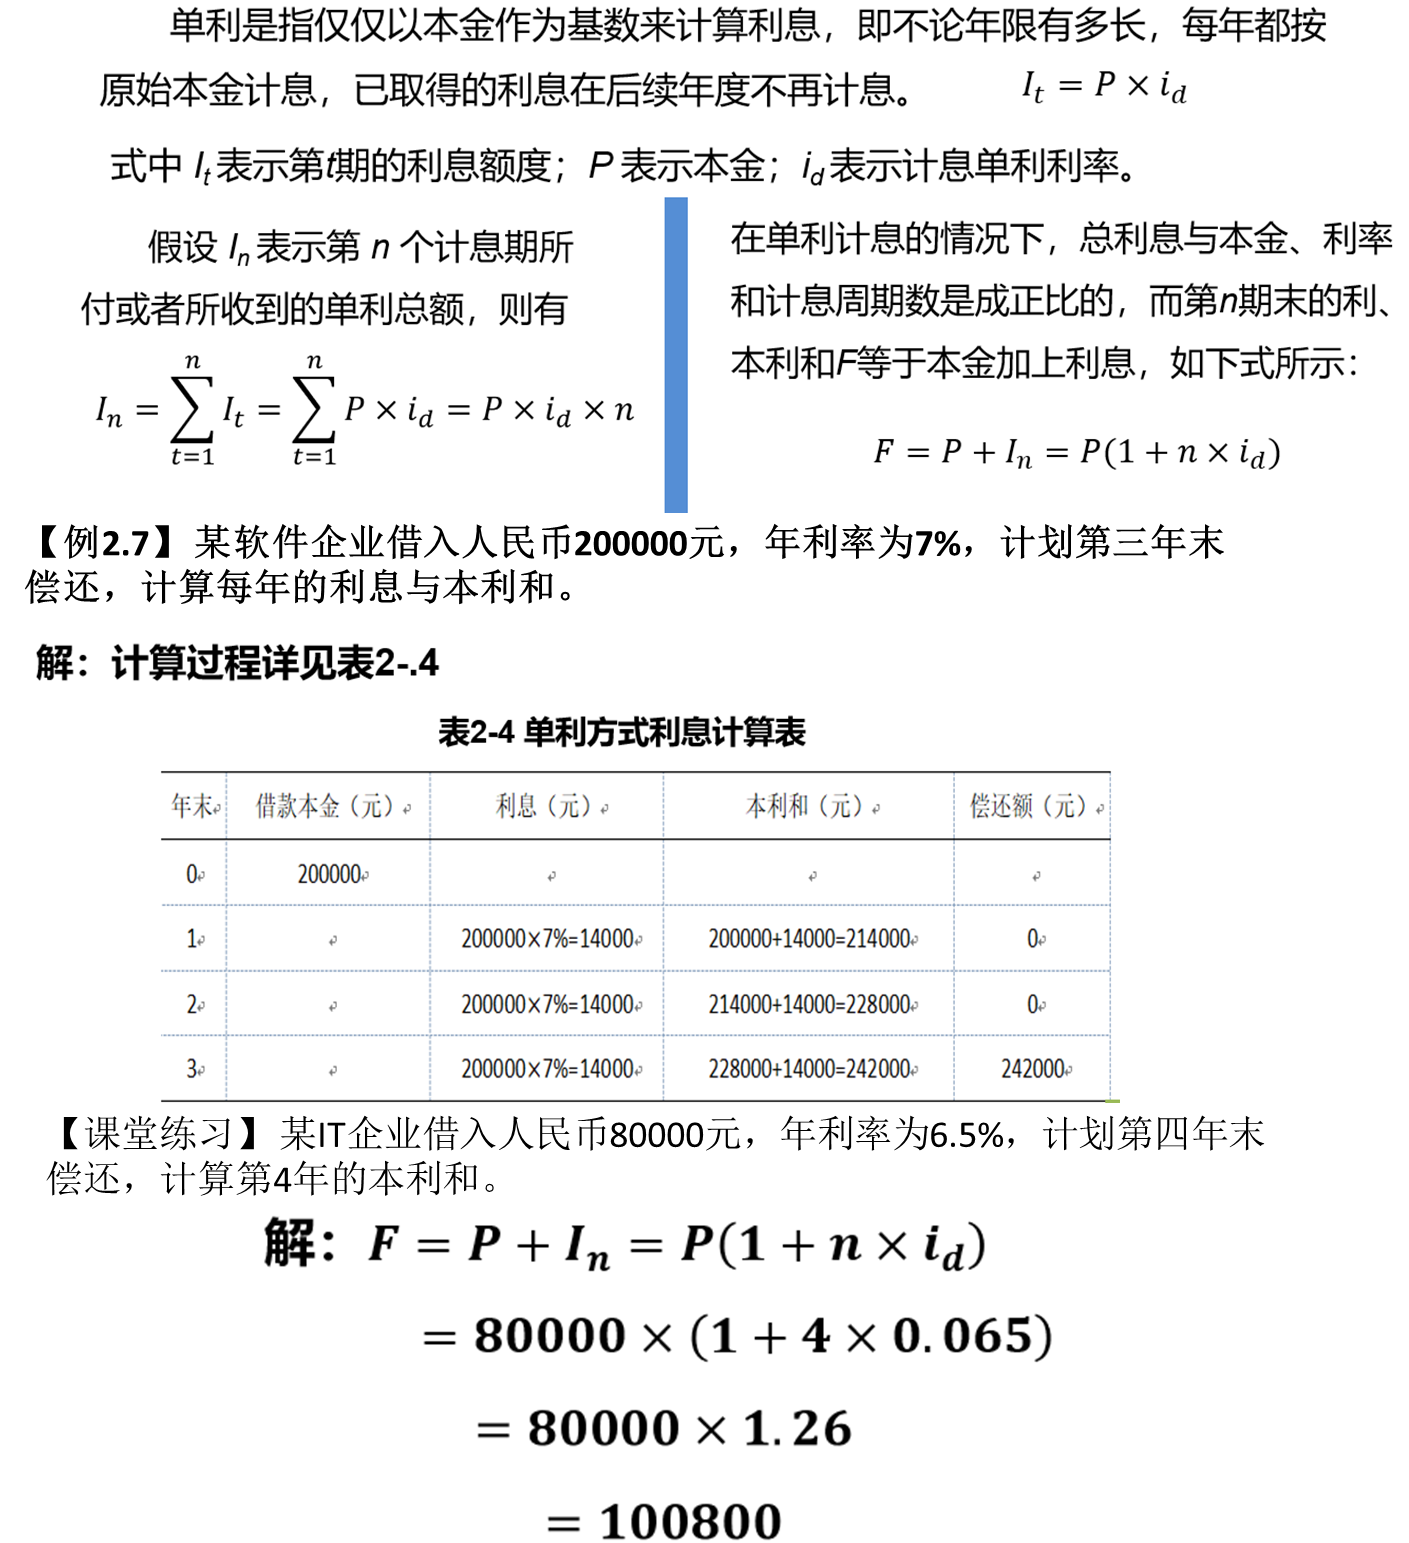 单利是指仅仅以本金作为基数来计算利息，即不论年限有多长，每年都按
原始本金计息，已取得的利息在后续年度不再计息。 I_t = P × i_d
式中 I_t 表示第t期的利息额度；P 表示本金；i_d 表示计息单利利率。
假设 I_n 表示第 n 个计息期所
付或者所收到的单利总额，则有
I_n = ∑_{t=1}^{n} I_t = ∑_{t=1}^{n} P × i_d = P × i_d × n
在单利计息的情况下，总利息与本金、利率
和计息周期数是成正比的，而第n期末的利、
本利和F等于本金加上利息，如下式所示：
F = P + I_n = P(1 + n × i_d)
【例2.7】某软件企业借入人民币200000元，年利率为7%，计划第三年末
偿还，计算每年的利息与本利和。
解：计算过程详见表2-.4
表2-4 单利方式利息计算表
年末 借款本金（元） 利息（元） 本利和（元） 偿还额（元）
0 200000
1 200000×7%=14000 200000+14000=214000 0
2 200000×7%=14000 214000+14000=228000 0
3 200000×7%=14000 228000+14000=242000 242000
【课堂练习】某IT企业借入人民币80000元，年利率为6.5%，计划第四年末
偿还，计算第4年的本利和。
解：F = P + I_n = P(1 + n × i_d)
= 80000 × (1 + 4 × 0.065)
= 80000 × 1.26
= 100800